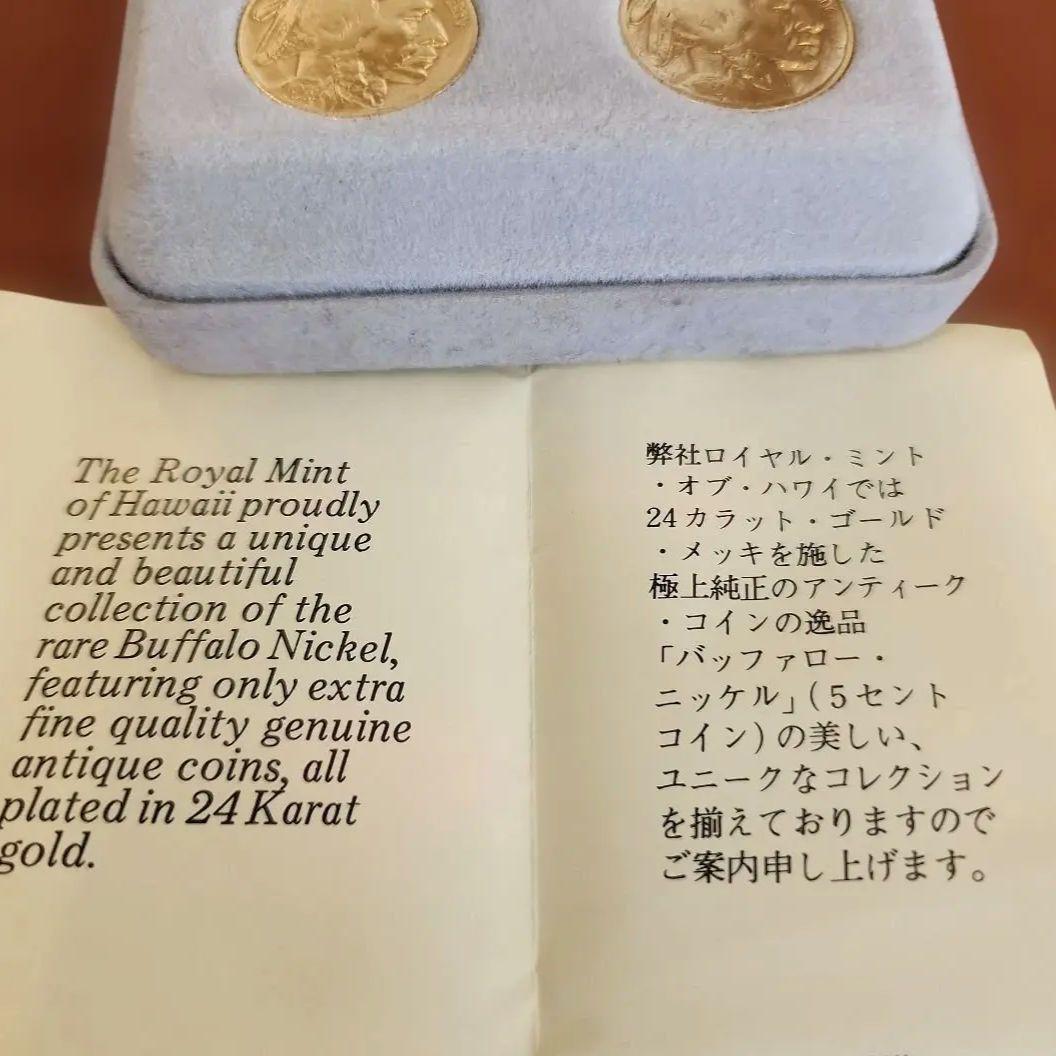 The Royal Mint
of Hawaii proudly
presents a unique
and beautiful
collection of the
rare Buffalo Nickel,
featuring only extra
fine quality genuine
antique coins, all
plated in 24 Karat
gold.
弊社ロイヤル・ミント
・オブ・ハワイでは
24カラット・ゴールド
・メッキを施した
極上純正のアンティーク
・コインの逸品
「バッファロー・
ニッケル」(5セント
コイン)の美しい、
ユニークなコレクション
を揃えておりますので
ご案内申し上げます。